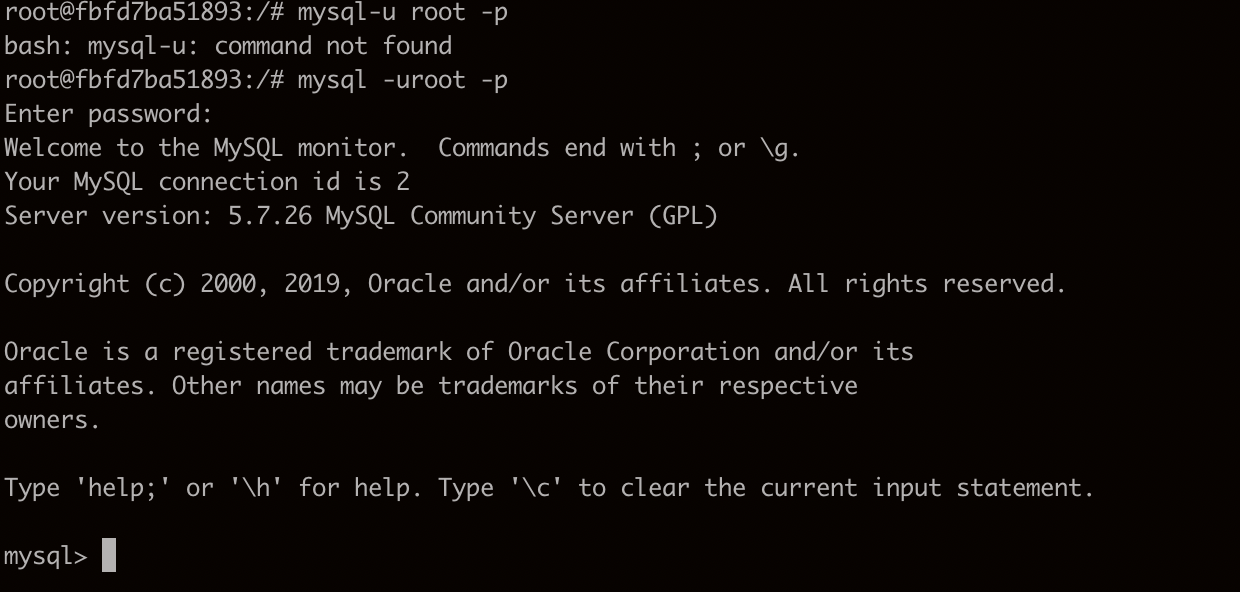 root@fbfd7ba51893:/# mysql-u root -p
bash: mysql-u: command not found
root@fbfd7ba51893:/# mysql -uroot -p
Enter password:
Welcome to the MySQL monitor.  Commands end with ; or \g.
Your MySQL connection id is 2
Server version: 5.7.26 MySQL Community Server (GPL)
Copyright (c) 2000, 2019, Oracle and/or its affiliates. All rights reserved.
Oracle is a registered trademark of Oracle Corporation and/or its
affiliates. Other names may be trademarks of their respective
owners.
Type 'help;' or '\h' for help. Type '\c' to clear the current input statement.
mysql>